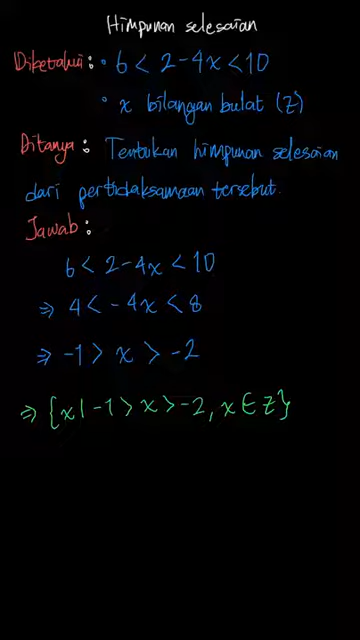 Himpunan selesaian
Diketahui: • 6 < 2 - 4x < 10
• x bilangan bulat (Z)
Ditanya: Tentukan himpunan selesaian
dari pertidaksamaan tersebut.
Jawab:
6 < 2 - 4x < 10
⇒ 4 < -4x < 8
⇒ -1 > x > -2
⇒ {x | -1 > x > -2, x ∈ Z}